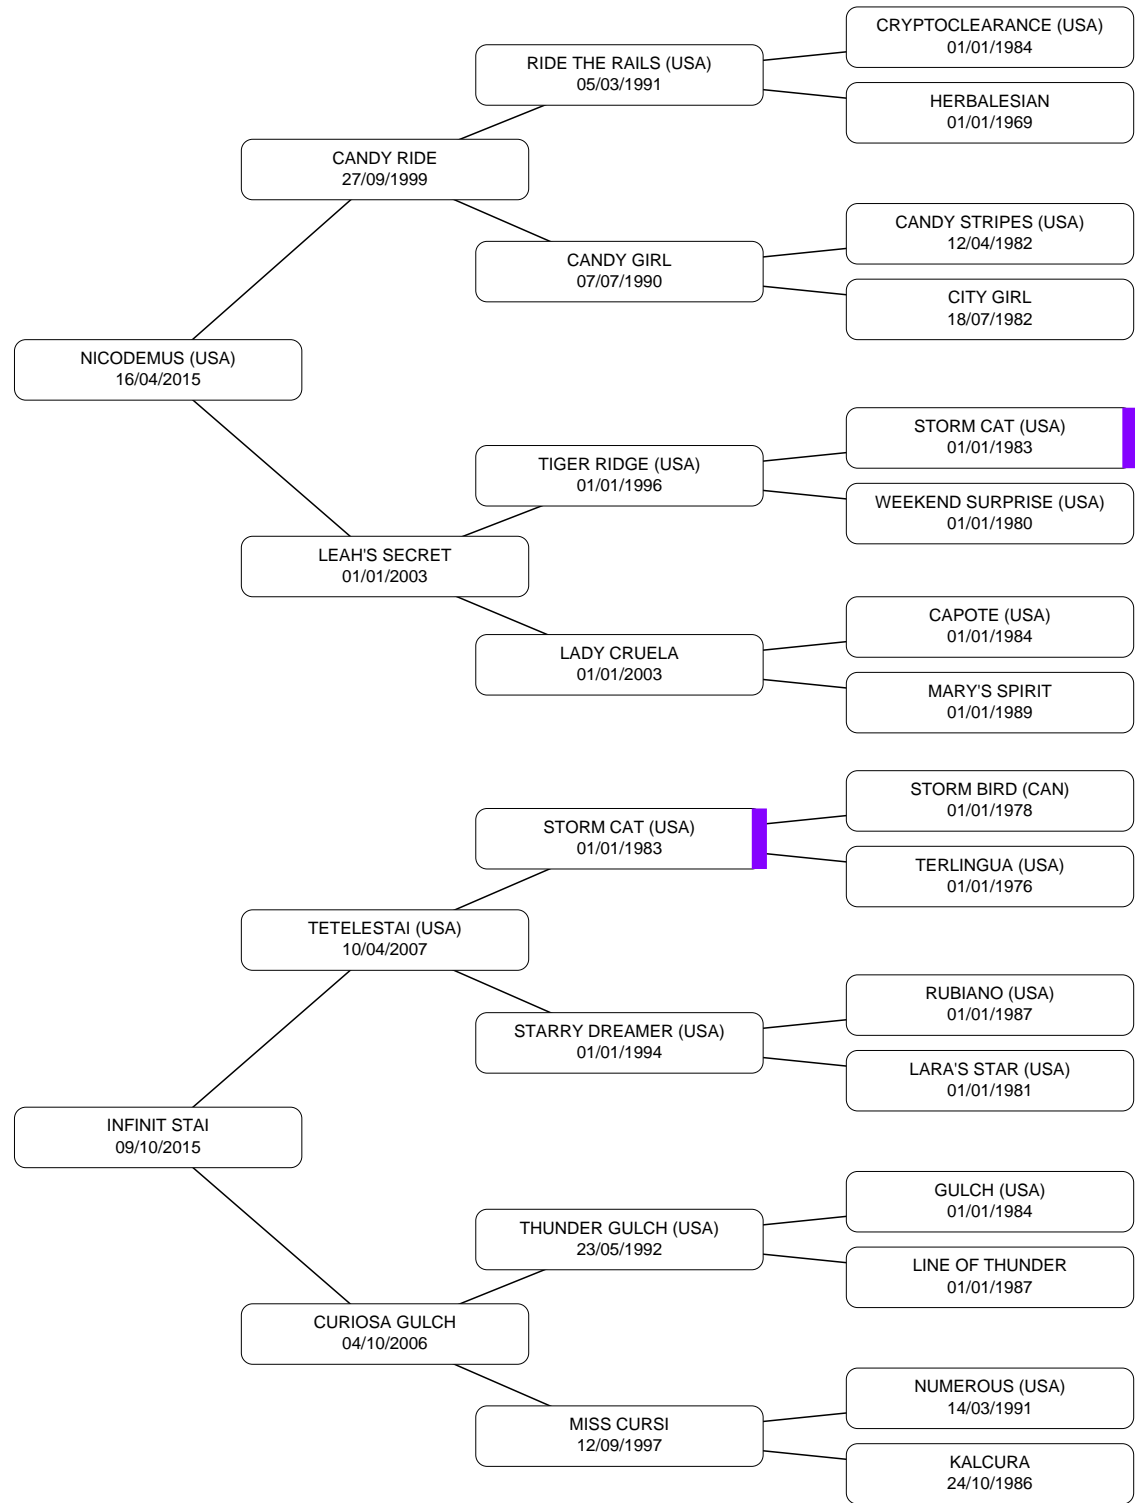 CRYPTOCLEARANCE (USA)
01/01/1984
RIDE THE RAILS (USA)
05/03/1991
HERBALESIAN
01/01/1969
CANDY RIDE
27/09/1999
CANDY STRIPES (USA)
12/04/1982
CANDY GIRL
07/07/1990
CITY GIRL
18/07/1982
NICODEMUS (USA)
16/04/2015
STORM CAT (USA)
01/01/1983
TIGER RIDGE (USA)
01/01/1996
WEEKEND SURPRISE (USA)
01/01/1980
LEAH'S SECRET
01/01/2003
CAPOTE (USA)
01/01/1984
LADY CRUELA
01/01/2003
MARY'S SPIRIT
01/01/1989
STORM BIRD (CAN)
01/01/1978
STORM CAT (USA)
01/01/1983
TERLINGUA (USA)
01/01/1976
TETELESTAI (USA)
10/04/2007
RUBIANO (USA)
01/01/1987
STARRY DREAMER (USA)
01/01/1994
LARA'S STAR (USA)
01/01/1981
INFINIT STAI
09/10/2015
GULCH (USA)
01/01/1984
THUNDER GULCH (USA)
23/05/1992
LINE OF THUNDER
01/01/1987
CURIOSA GULCH
04/10/2006
NUMEROUS (USA)
14/03/1991
MISS CURSI
12/09/1997
KALCURA
24/10/1986